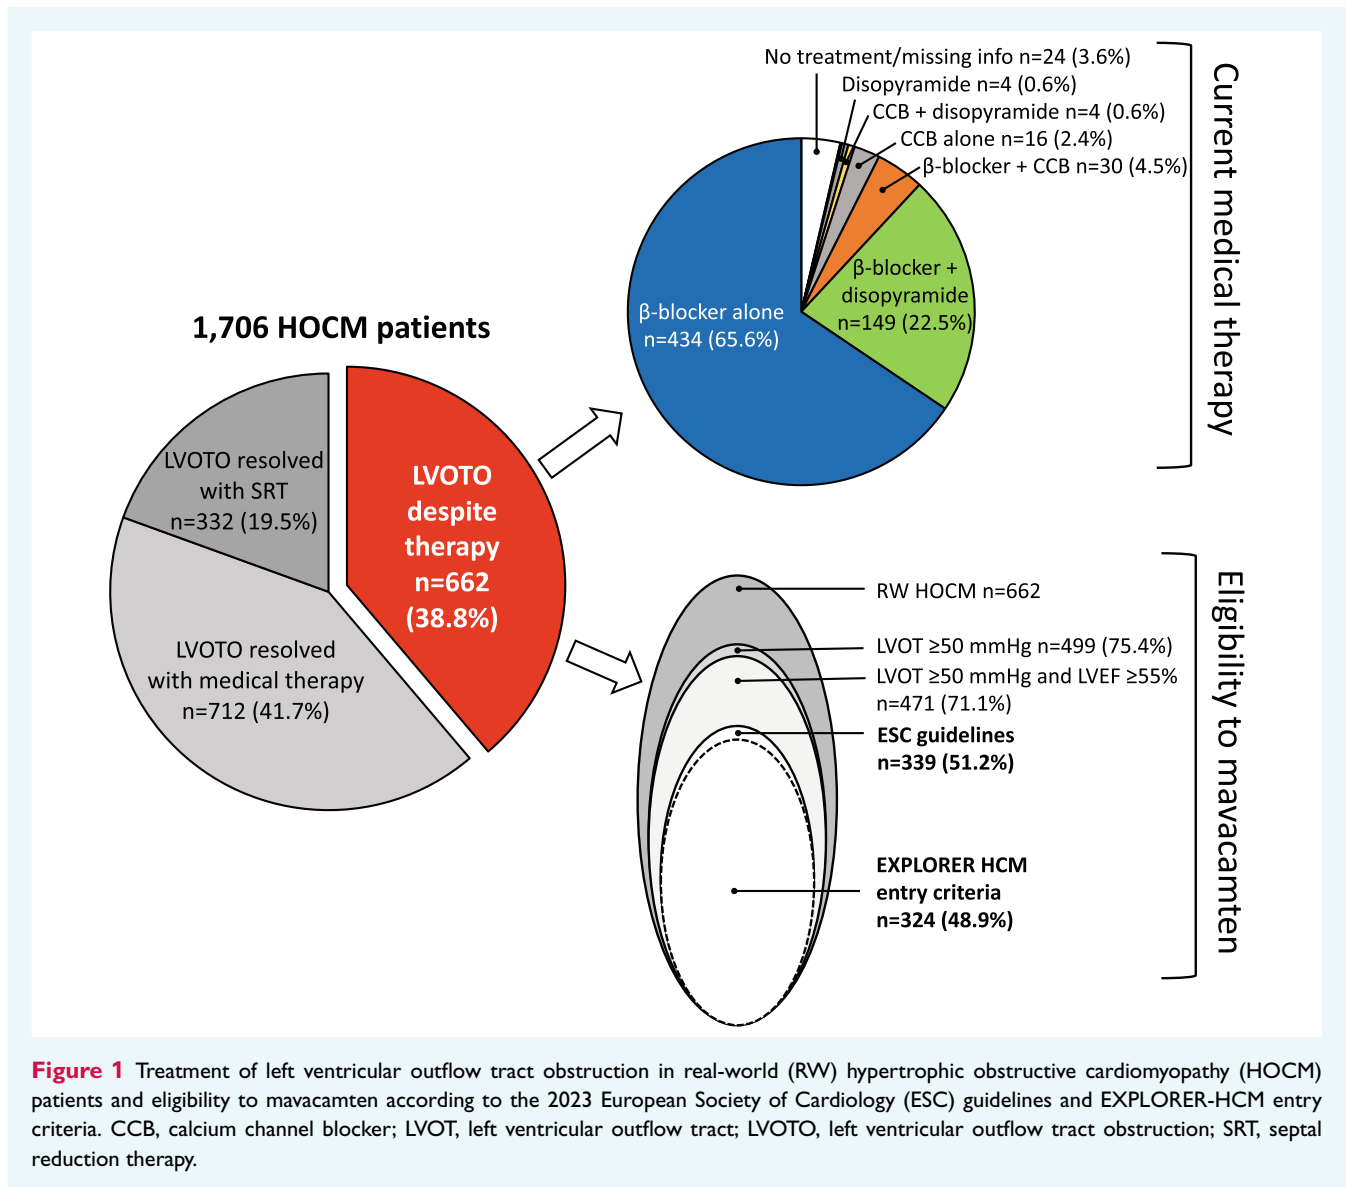 No treatment/missing info n=24 (3.6%)
Disopyramide n=4 (0.6%)
CCB + disopyramide n=4 (0.6%)
CCB alone n=16 (2.4%)
β-blocker + CCB n=30 (4.5%)
β-blocker +
disopyramide
n=149 (22.5%)
β-blocker alone
n=434 (65.6%)
Current medical therapy
1,706 HOCM patients
LVOTO resolved
with SRT
n=332 (19.5%)
LVOTO
despite
therapy
n=662
(38.8%)
LVOTO resolved
with medical therapy
n=712 (41.7%)
RW HOCM n=662
LVOT ≥50 mmHg n=499 (75.4%)
LVOT ≥50 mmHg and LVEF ≥55%
n=471 (71.1%)
ESC guidelines
n=339 (51.2%)
EXPLORER HCM
entry criteria
n=324 (48.9%)
Eligibility to mavacamten
Figure 1 Treatment of left ventricular outflow tract obstruction in real-world (RW) hypertrophic obstructive cardiomyopathy (HOCM)
patients and eligibility to mavacamten according to the 2023 European Society of Cardiology (ESC) guidelines and EXPLORER-HCM entry
criteria. CCB, calcium channel blocker; LVOT, left ventricular outflow tract; LVOTO, left ventricular outflow tract obstruction; SRT, septal
reduction therapy.